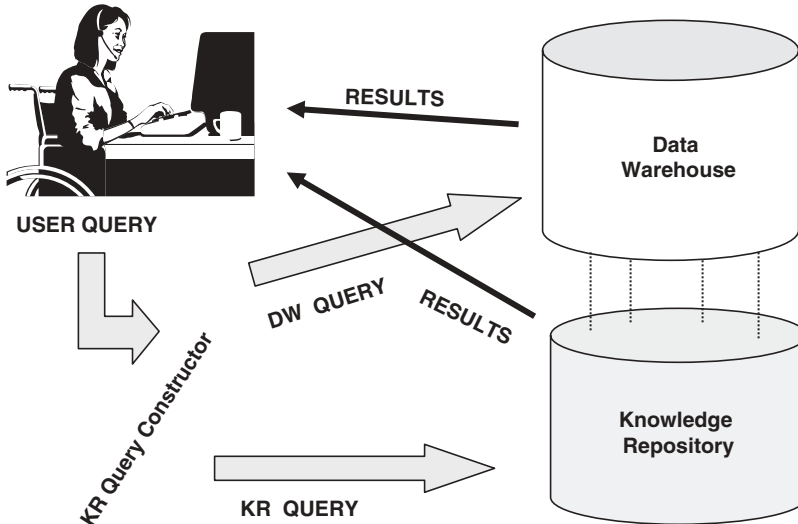 RESULTS
Data
Warehouse
USER QUERY
DW QUERY
RESULTS
KR Query Constructor
Knowledge
Repository
KR QUERY